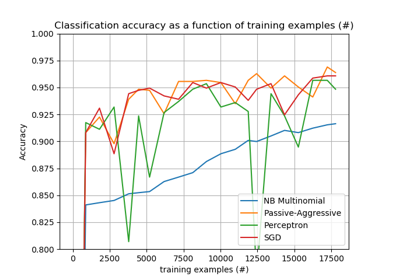 Classification accuracy as a function of training examples (#)
1.000
0.975
0.950
0.925
0.900
0.875
0.850
0.825
0.800
Accuracy
0 2500 5000 7500 10000 12500 15000 17500
training examples (#)
NB Multinomial
Passive-Aggressive
Perceptron
SGD